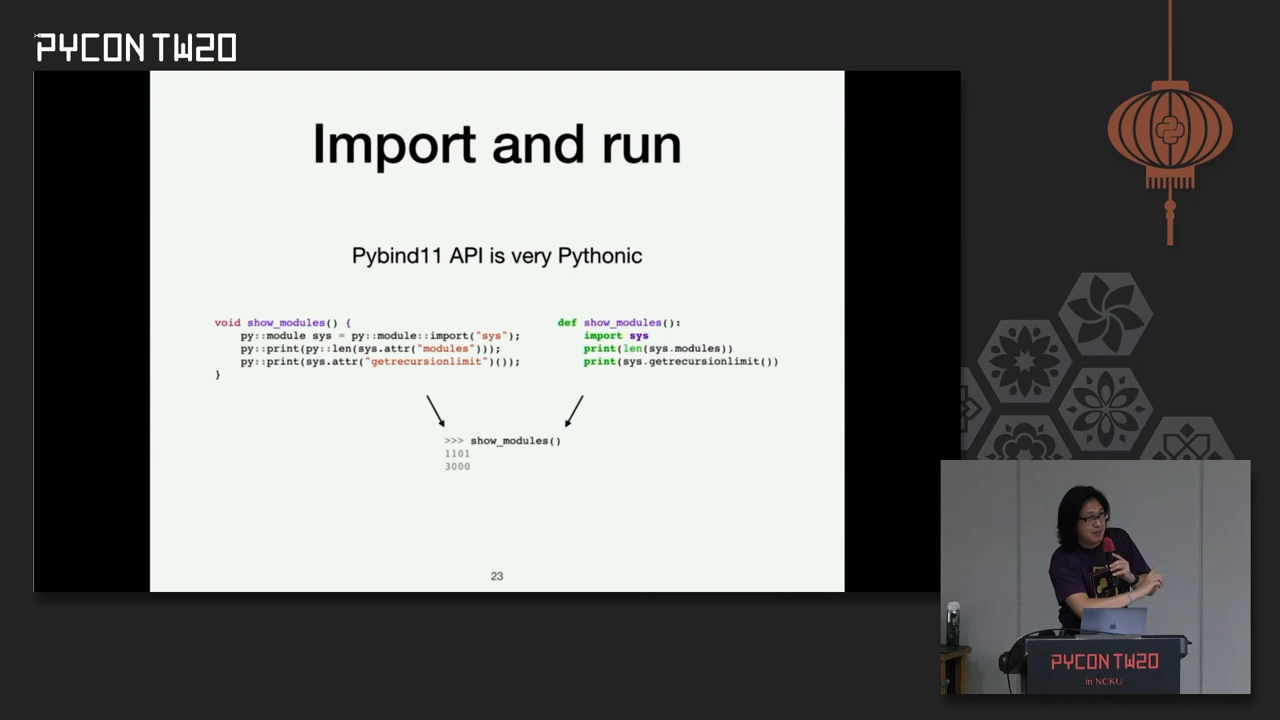 PYCON TW20
Import and run
Pybind11 API is very Pythonic
void show_modules() {
    py::module sys = py::module::import("sys");
    py::print(py::len(sys.attr("modules")));
    py::print(sys.attr("getrecursionlimit")());
}
def show_modules():
    import sys
    print(len(sys.modules))
    print(sys.getrecursionlimit())
>>> show_modules()
1101
3000
23
PYCON TW20
in NCKU